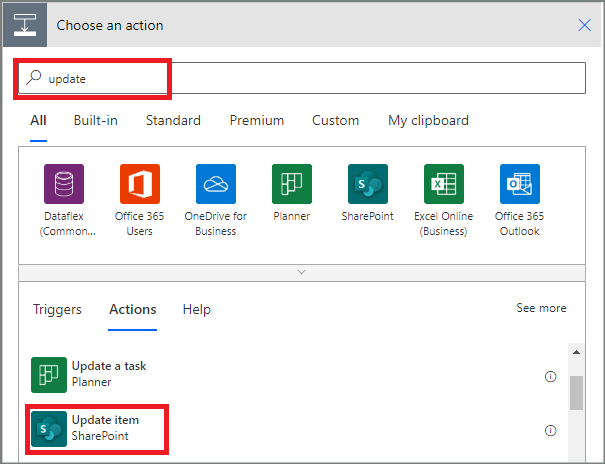 Choose an action
update
All Built-in Standard Premium Custom My clipboard
Dataflex (Common...
Office 365 Users
OneDrive for Business
Planner
SharePoint
Excel Online (Business)
Office 365 Outlook
Triggers Actions Help See more
Update a task
Planner
Update item
SharePoint